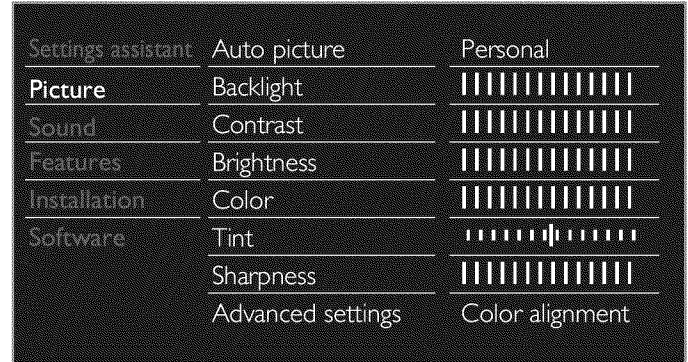 Settings assistant Auto picture Personal
Picture Backlight
Sound Contrast
Features Brightness
Installation Color
Software Tint
Sharpness
Advanced settings Color alignment